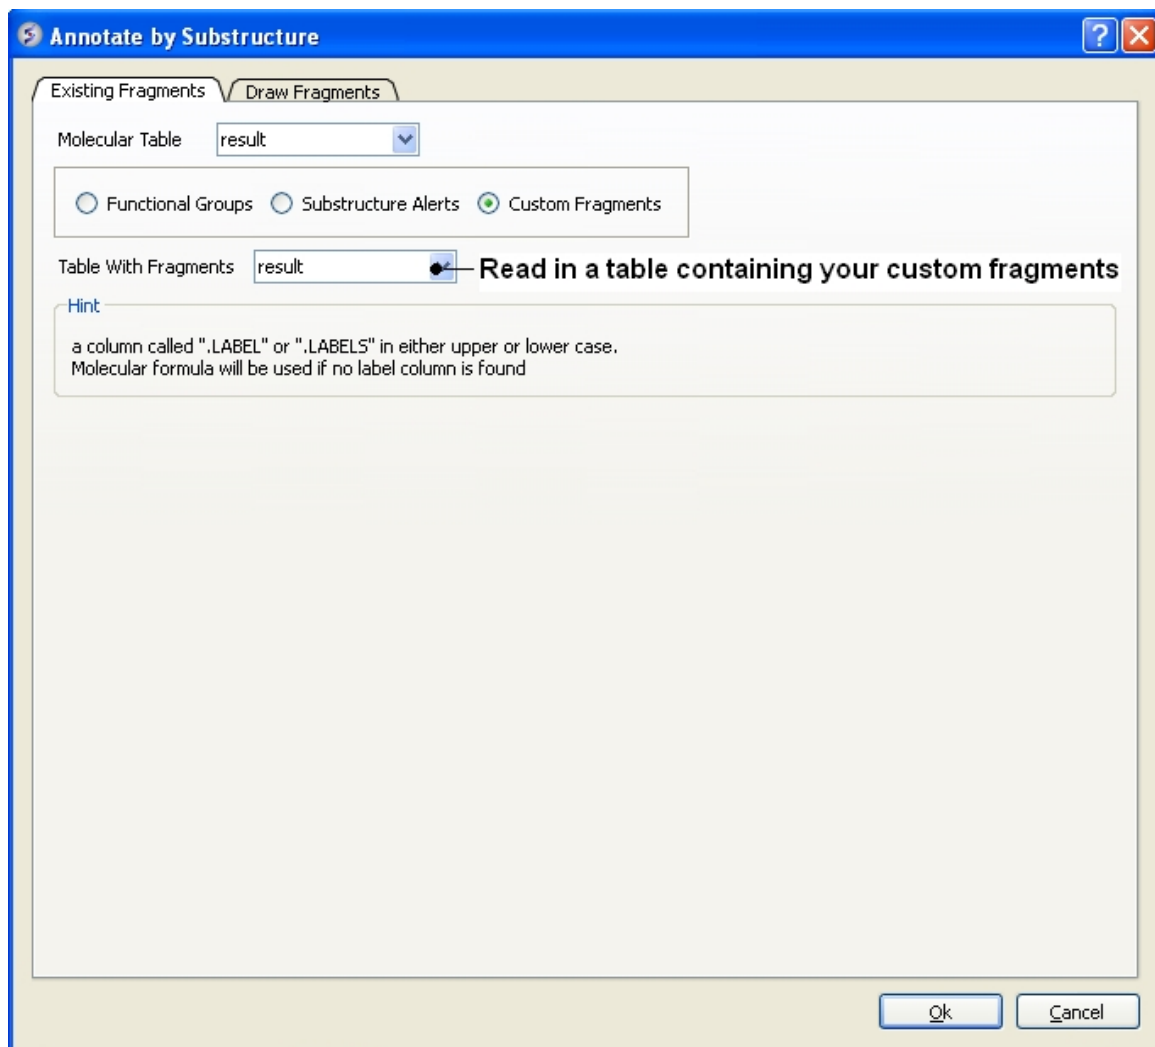 Annotate by Substructure
Existing Fragments Draw Fragments
Molecular Table result
Functional Groups Substructure Alerts Custom Fragments
Table With Fragments result Read in a table containing your custom fragments
Hint
a column called ".LABEL" or ".LABELS" in either upper or lower case.
Molecular formula will be used if no label column is found
Ok Cancel